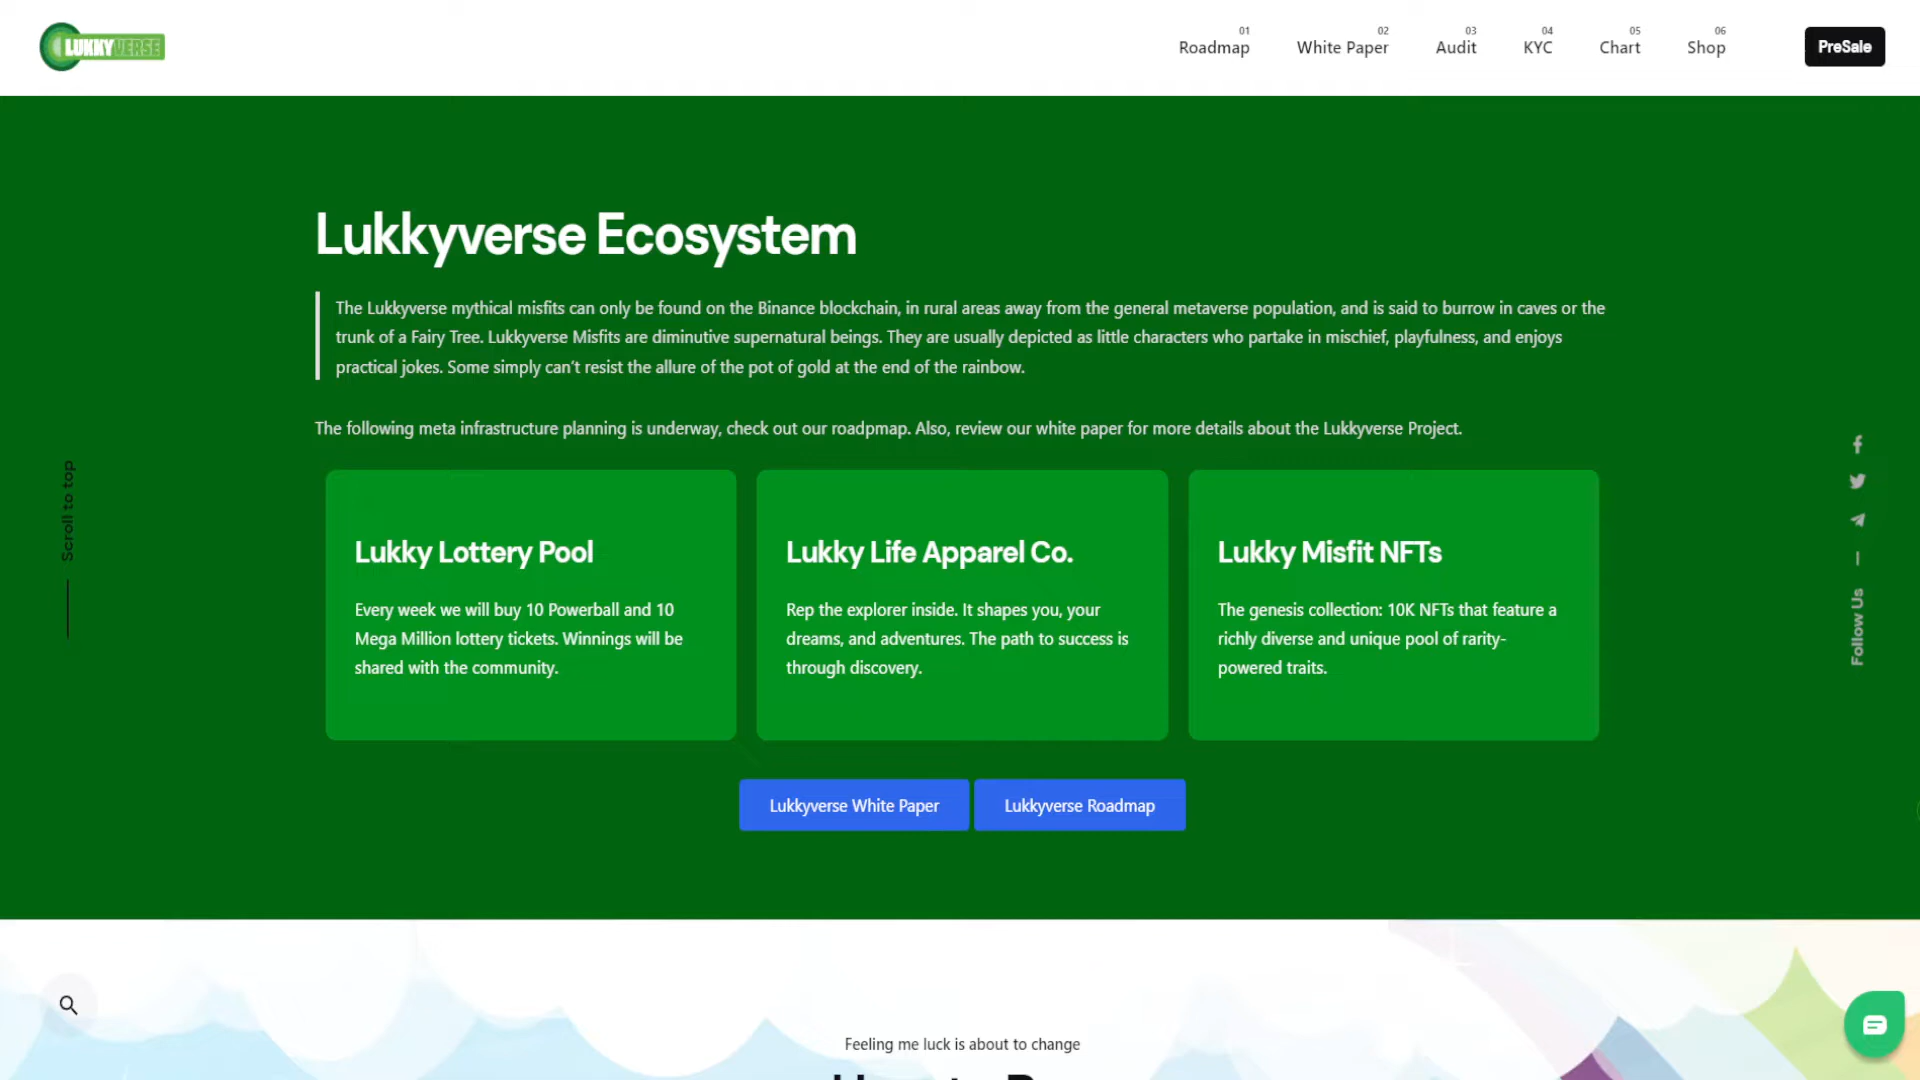 LUKKYVERSE
01
Roadmap
02
White Paper
03
Audit
04
KYC
05
Chart
06
Shop
PreSale
Lukkyverse Ecosystem
The Lukkyverse mythical misfits can only be found on the Binance blockchain, in rural areas away from the general metaverse population, and is said to burrow in caves or the
trunk of a Fairy Tree. Lukkyverse Misfits are diminutive supernatural beings. They are usually depicted as little characters who partake in mischief, playfulness, and enjoys
practical jokes. Some simply can't resist the allure of the pot of gold at the end of the rainbow.
The following meta infrastructure planning is underway, check out our roadpmap. Also, review our white paper for more details about the Lukkyverse Project.
Scroll to top
Lukky Lottery Pool
Every week we will buy 10 Powerball and 10
Mega Million lottery tickets. Winnings will be
shared with the community.
Lukky Life Apparel Co.
Rep the explorer inside. It shapes you, your
dreams, and adventures. The path to success is
through discovery.
Lukky Misfit NFTs
The genesis collection: 10K NFTs that feature a
richly diverse and unique pool of rarity-
powered traits.
Follow Us
Lukkyverse White Paper
Lukkyverse Roadmap
Feeling me luck is about to change